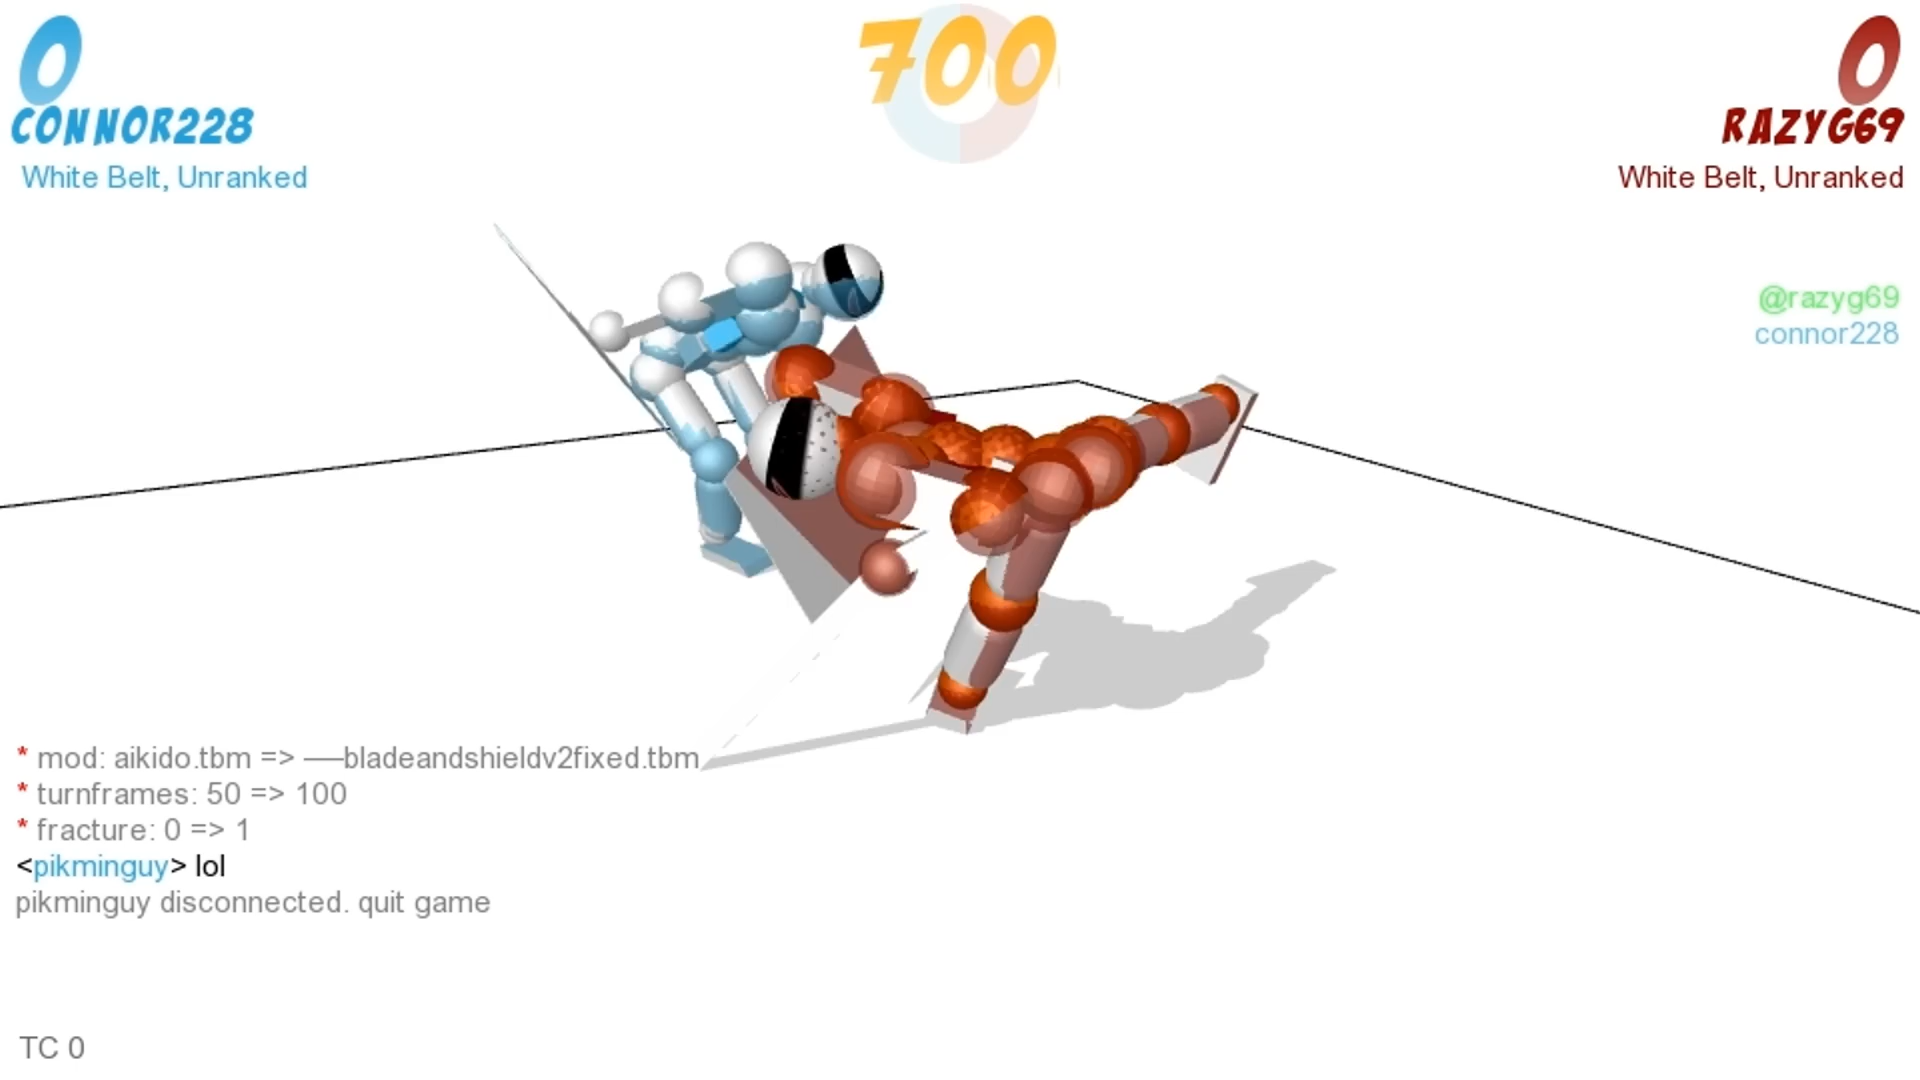 0
CONNOR228
White Belt, Unranked
700
0
RAZYG69
White Belt, Unranked
@razyg69
connor228
* mod: aikido.tbm => —–bladeandshieldv2fixed.tbm
* turnframes: 50 => 100
* fracture: 0 => 1
<pikminguy> lol
pikminguy disconnected. quit game
TC 0